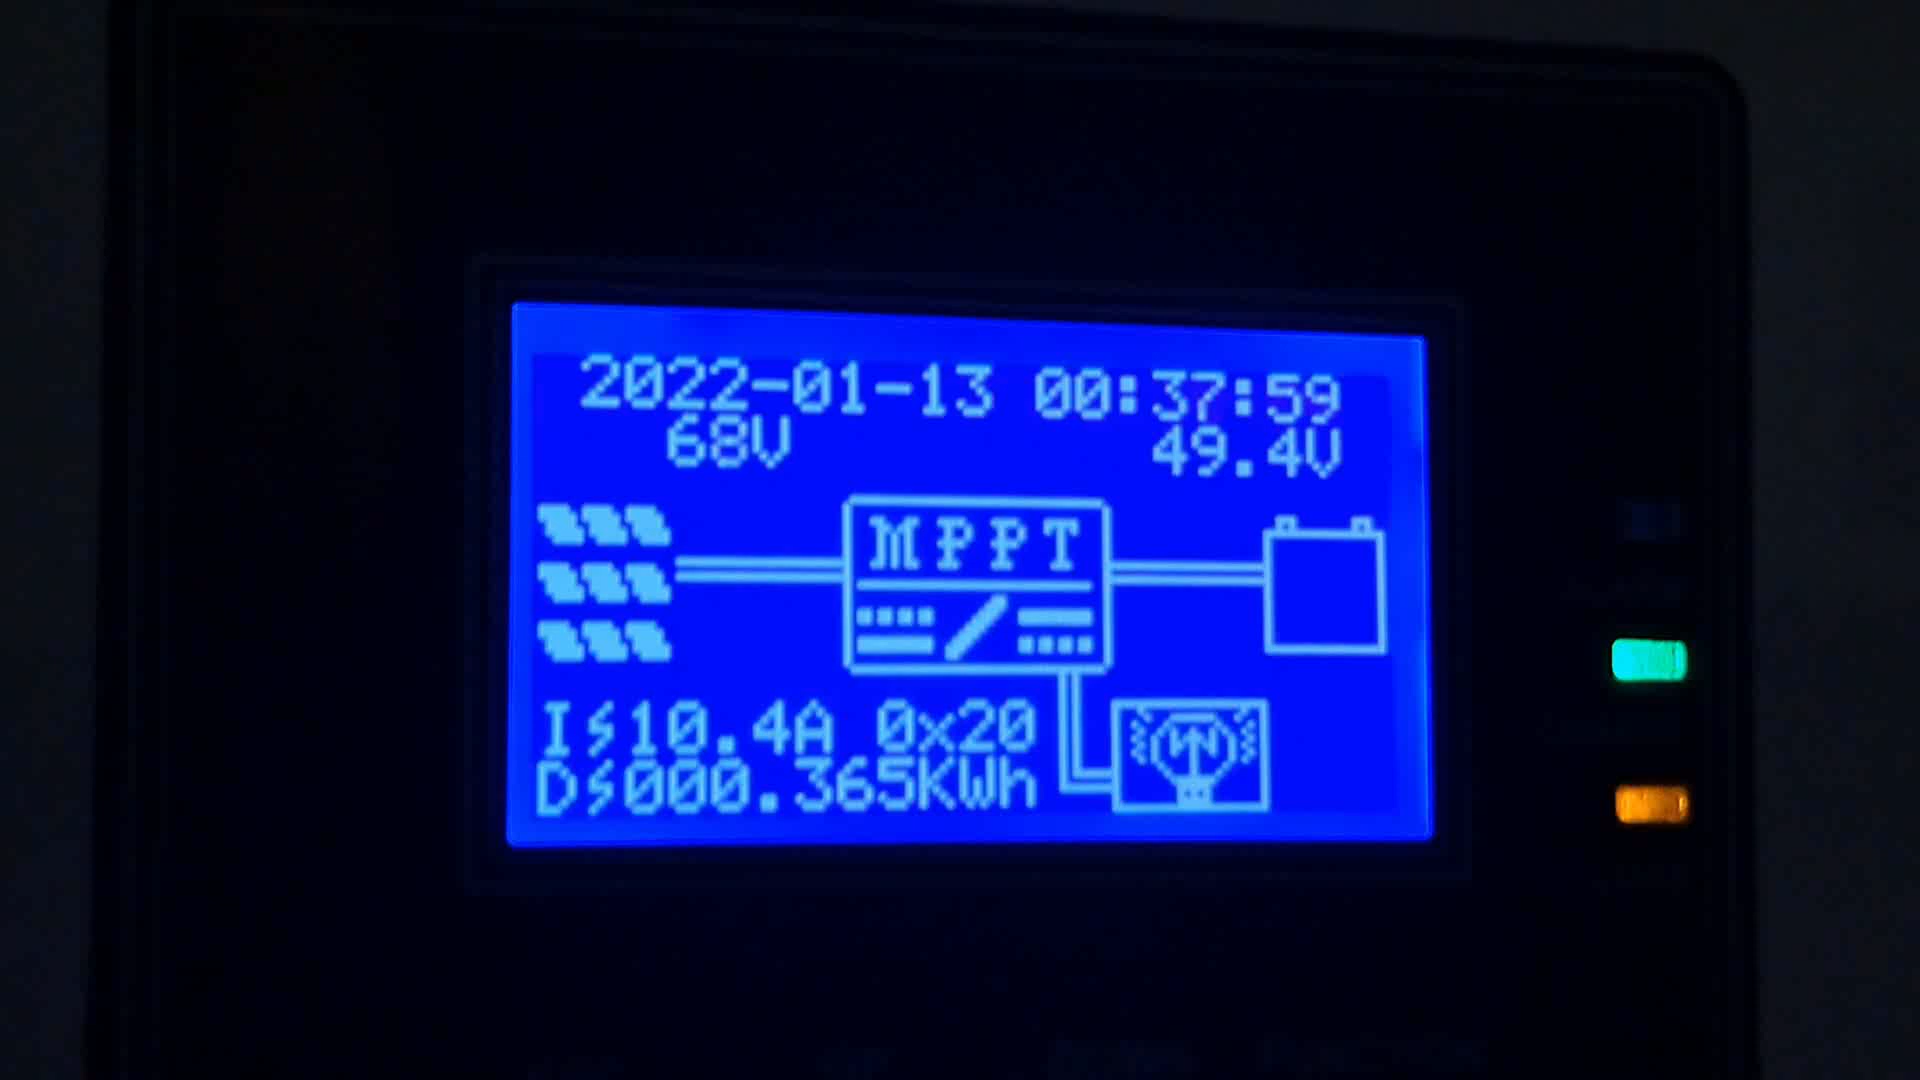 2022-01-13 00:37:59
68V 49.4V
MPPT
I⚡10.4A 0x20
D⚡000.365KWh